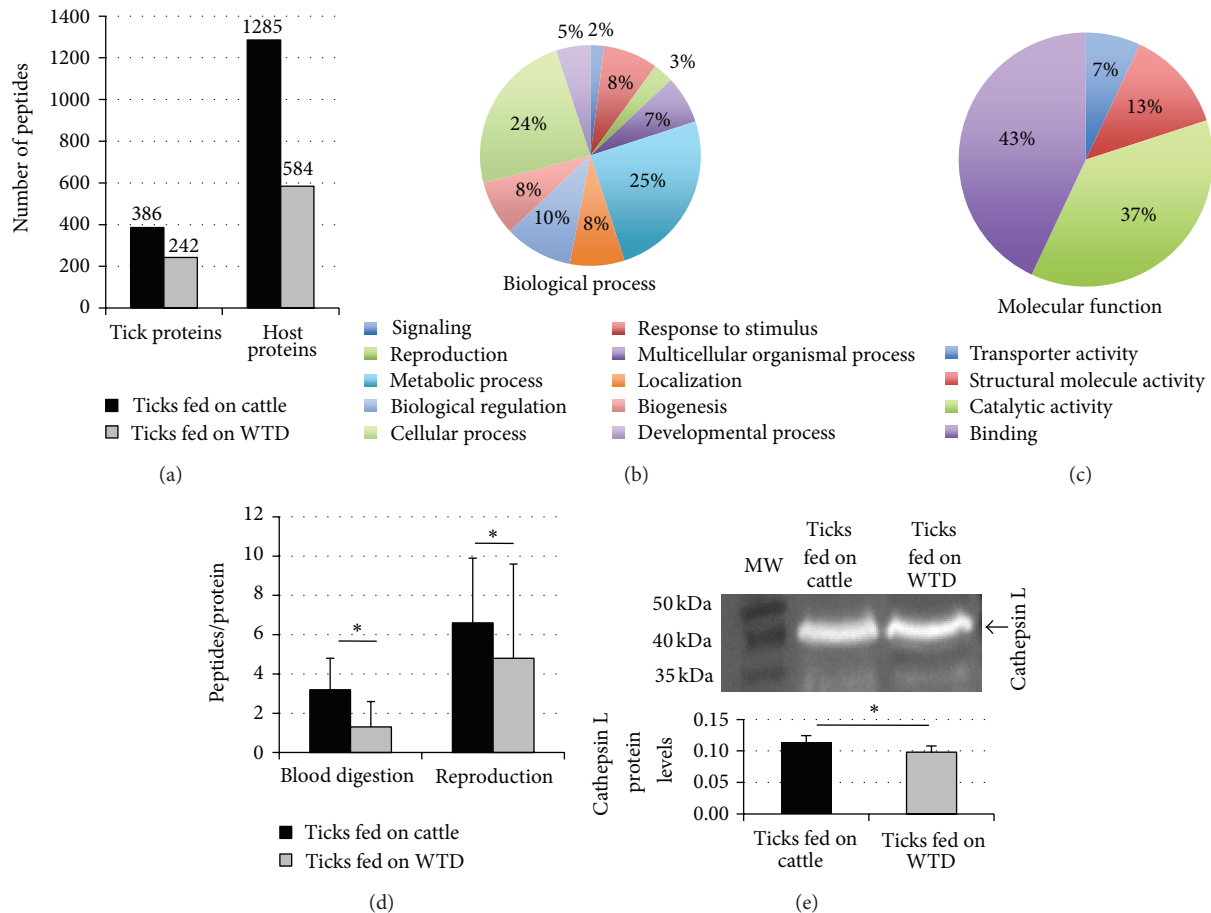 Number of peptides
1400
1200
1000
800
600
400
200
0
386
242
1285
584
Tick proteins
Host
proteins
Ticks fed on cattle
Ticks fed on WTD
(a)
5%
2%
8%
3%
7%
25%
8%
10%
8%
24%
Biological process
Signaling
Response to stimulus
Reproduction
Multicellular organismal process
Metabolic process
Localization
Biological regulation
Biogenesis
Cellular process
Developmental process
(b)
7%
13%
37%
43%
Molecular function
Transporter activity
Structural molecule activity
Catalytic activity
Binding
(c)
Peptides/protein
12
10
8
6
4
2
0
*
*
Blood digestion
Reproduction
Ticks fed on cattle
Ticks fed on WTD
(d)
MW
Ticks
fed on
cattle
Ticks
fed on
WTD
50 kDa
40 kDa
35 kDa
Cathepsin L
Cathepsin L
protein
levels
0.15
0.10
0.05
0.00
*
Ticks fed on
cattle
Ticks fed on
WTD
(e)